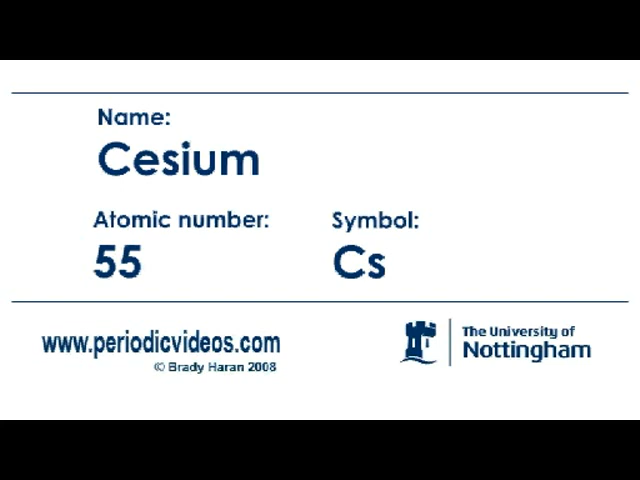 Name:
Cesium
Atomic number:
Symbol:
55
Cs
www.periodicvideos.com
© Brady Haran 2008
The University of
Nottingham